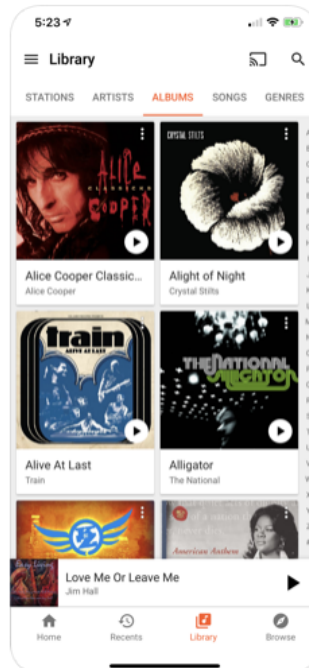 5:23
Library
STATIONS ARTISTS ALBUMS SONGS GENRES
ALICE
CLASSICKS
COOPER
CRYSTAL STILTS
Alice Cooper Classic...
Alice Cooper
Alight of Night
Crystal Stilts
train
ALIVE AT LAST
THE NATIONAL
ALLIGATOR
Alive At Last
Train
Alligator
The National
American Anthem
Love Me Or Leave Me
Jim Hall
Home Recents Library Browse